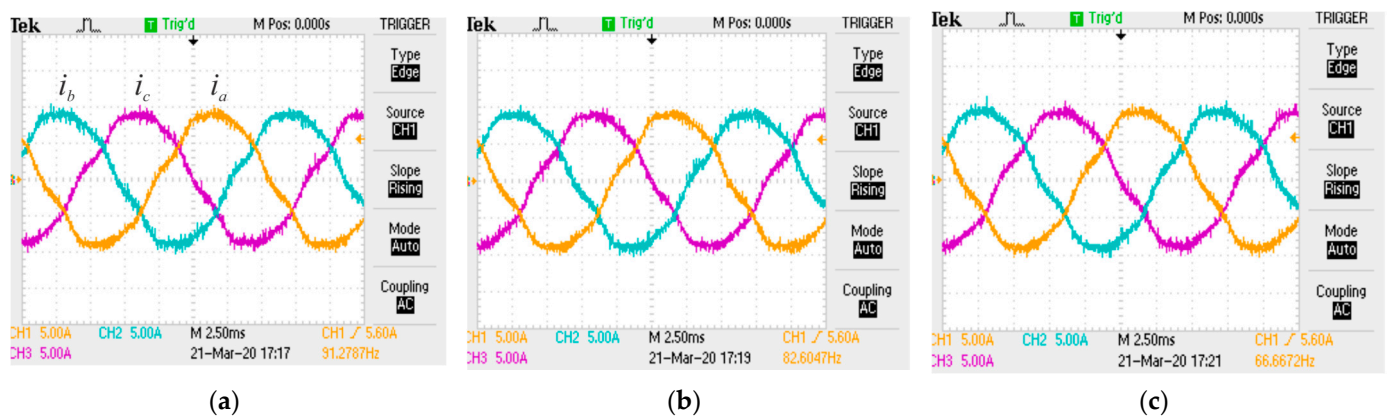 Tek T Trig'd M Pos: 0.000s TRIGGER
Type
Edge
i_b i_c i_a
Source
CH1
Slope
Rising
Mode
Auto
Coupling
AC
CH1 5.00A CH2 5.00A M 2.50ms CH1 5.60A
CH3 5.00A 21-Mar-20 17:17 91.2787Hz
(a)
Tek T Trig'd M Pos: 0.000s TRIGGER
Type
Edge
Source
CH1
Slope
Rising
Mode
Auto
Coupling
AC
CH1 5.00A CH2 5.00A M 2.50ms CH1 5.60A
CH3 5.00A 21-Mar-20 17:19 82.6047Hz
(b)
Tek T Trig'd M Pos: 0.000s TRIGGER
Type
Edge
Source
CH1
Slope
Rising
Mode
Auto
Coupling
AC
CH1 5.00A CH2 5.00A M 2.50ms CH1 5.60A
CH3 5.00A 21-Mar-20 17:21 66.6672Hz
(c)